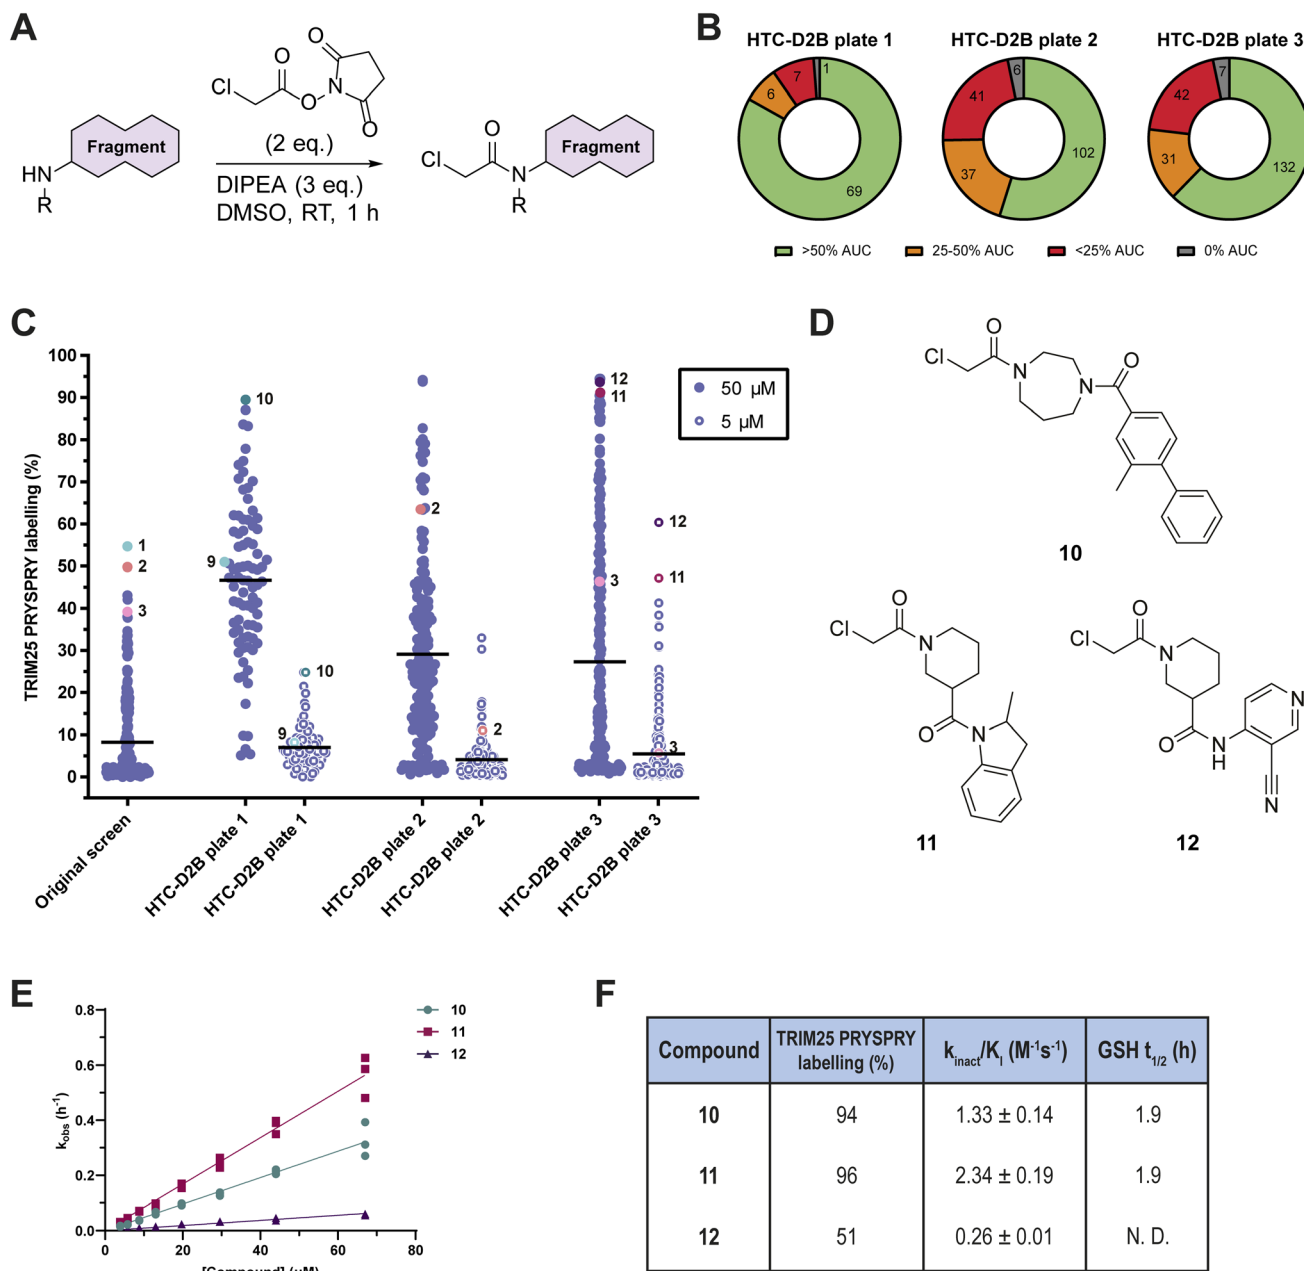 A
Cl
O
O
N
O
O
(2 eq.)
HN
R
Fragment
DIPEA (3 eq.)
DMSO, RT, 1 h
Cl
O
N
R
Fragment
B
HTC-D2B plate 1
HTC-D2B plate 2
HTC-D2B plate 3
1
7
6
69
6
41
37
102
7
42
31
132
>50% AUC
25-50% AUC
<25% AUC
0% AUC
C
TRIM25 PRYSPRY labelling (%)
100
90
80
70
60
50
40
30
20
10
0
1
2
3
10
9
10
9
2
2
12
11
3
12
11
3
50 µM
5 µM
Original screen
HTC-D2B plate 1
HTC-D2B plate 1
HTC-D2B plate 2
HTC-D2B plate 2
HTC-D2B plate 3
HTC-D2B plate 3
D
Cl
O
N
N
O
10
Cl
O
N
O
N
11
Cl
O
N
O
N
H
N
N
12
E
k_obs (h⁻¹)
0.8
0.6
0.4
0.2
0.0
0
20
40
60
80
[Compound] (µM)
10
11
12
F
Compound
TRIM25 PRYSPRY labelling (%)
k_inact/K_I (M⁻¹s⁻¹)
GSH t_1/2 (h)
10
94
1.33 ± 0.14
1.9
11
96
2.34 ± 0.19
1.9
12
51
0.26 ± 0.01
N. D.